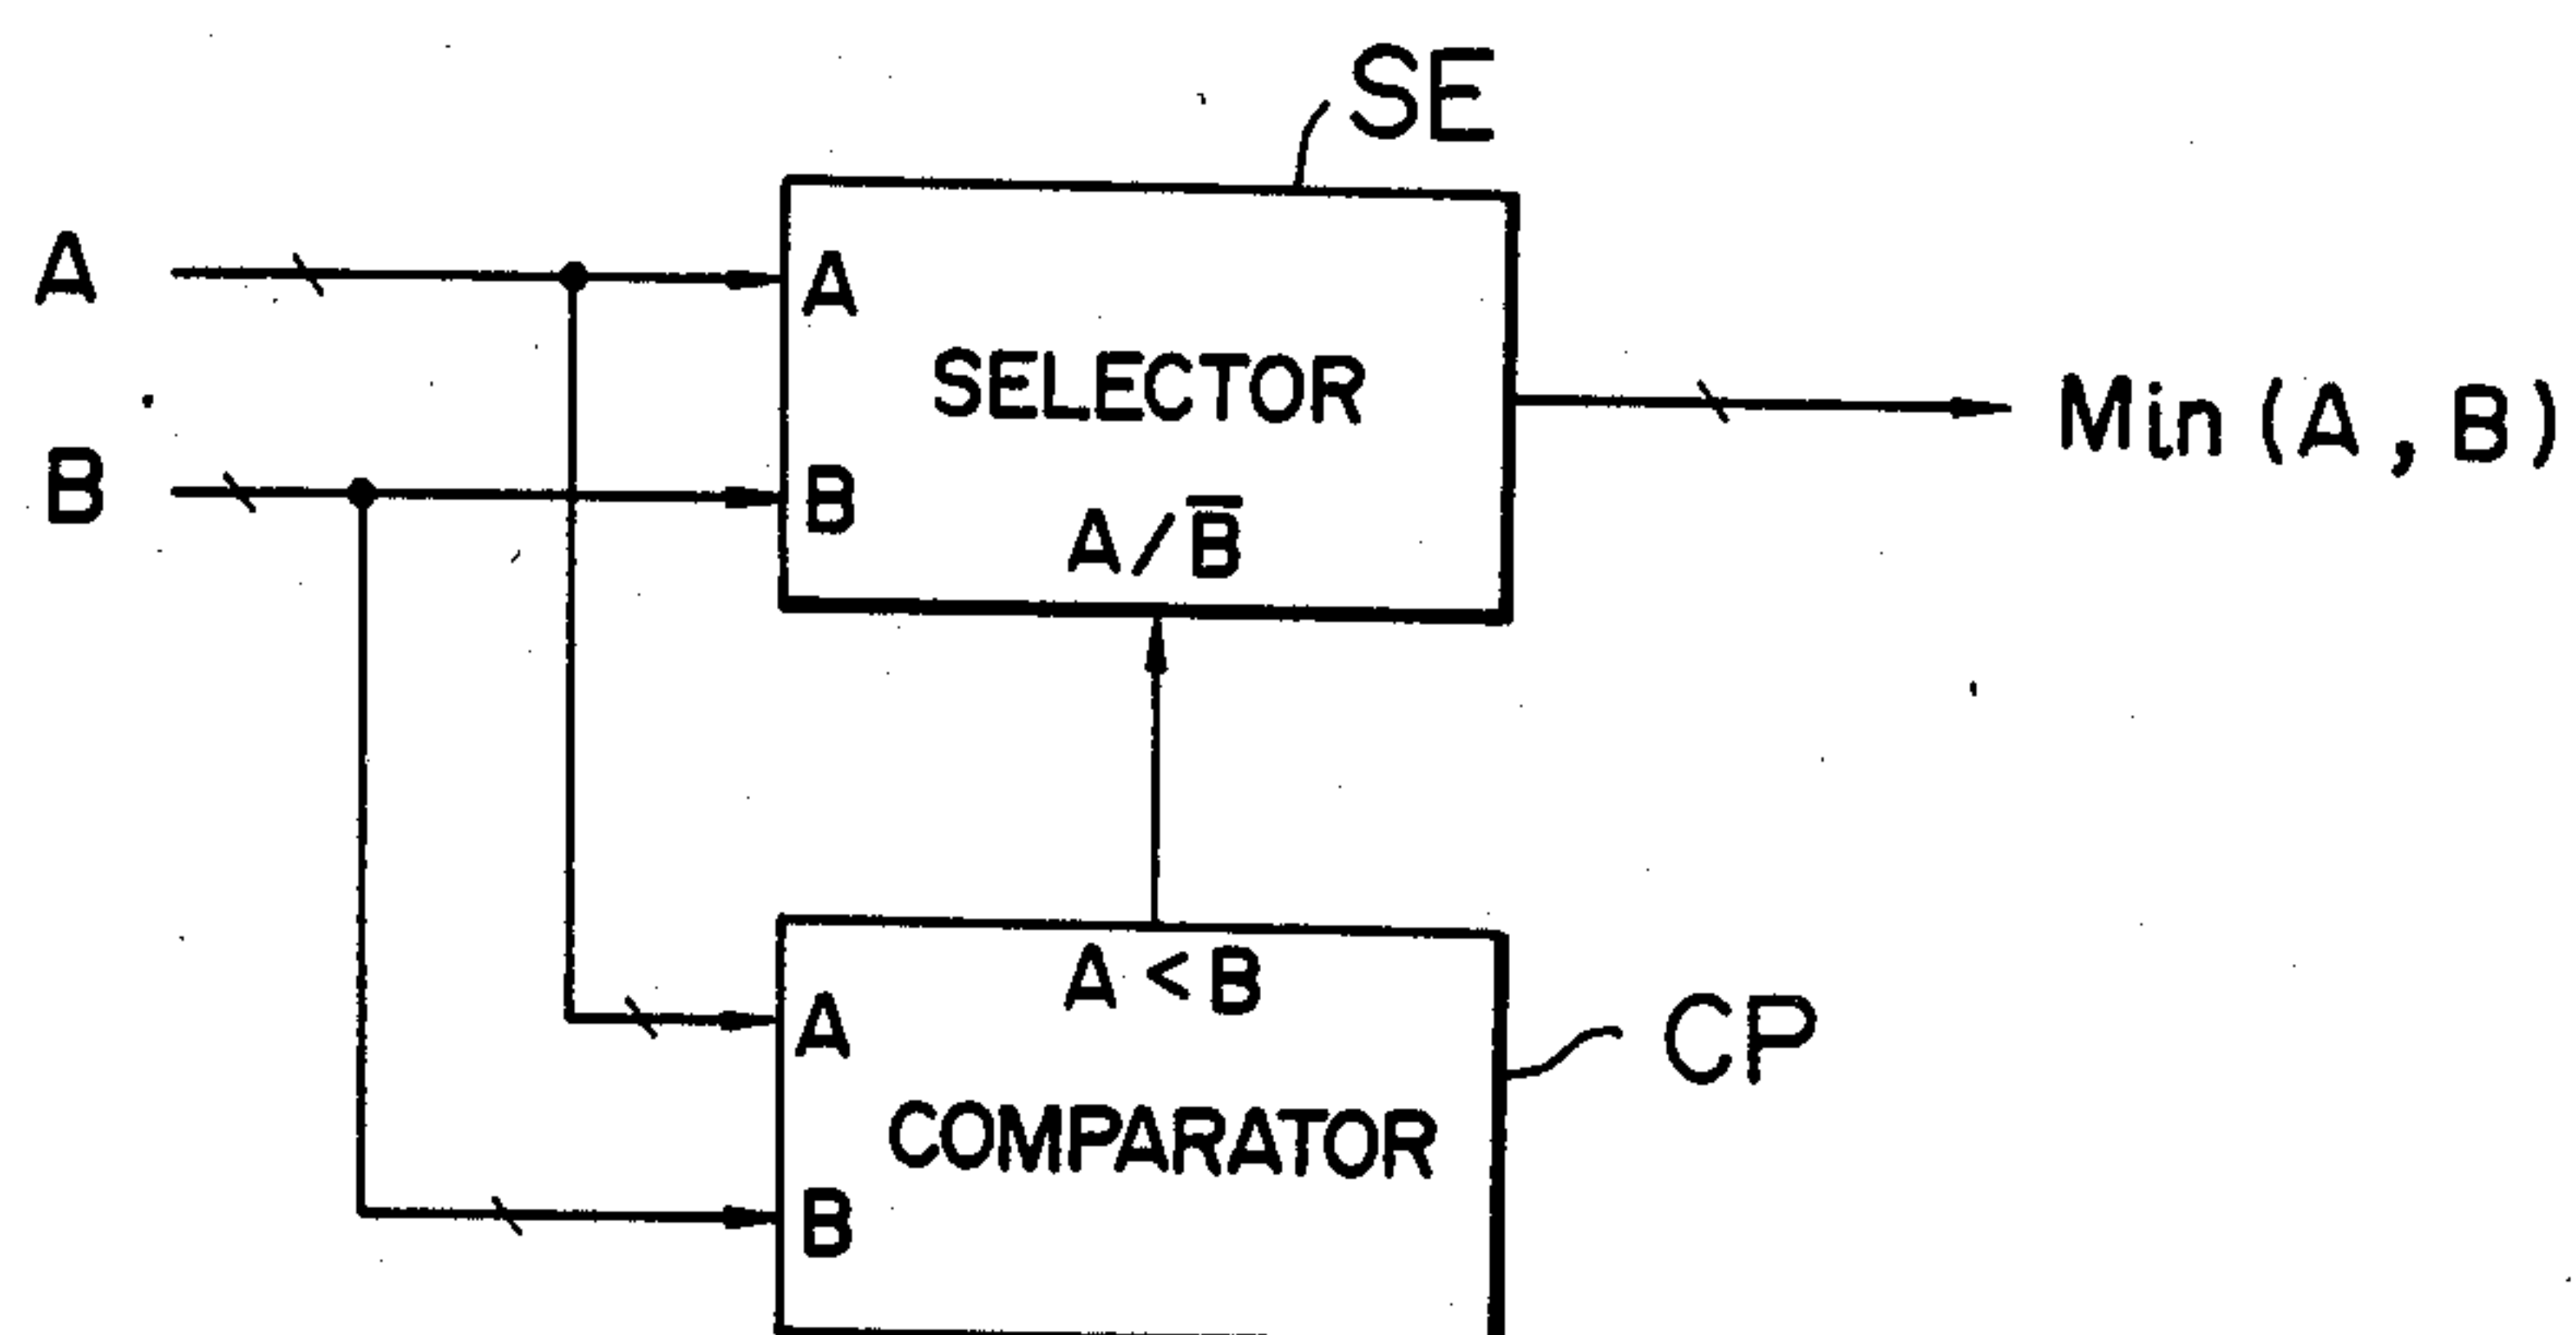 SE
A
A
SELECTOR
Min (A, B)
B
B
A/B̅
A < B
A
CP
COMPARATOR
B